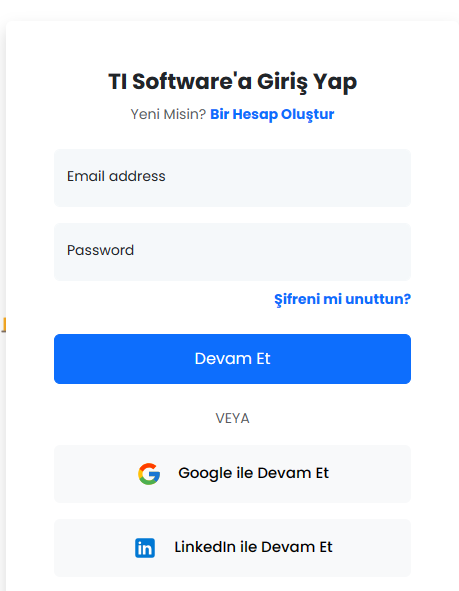 TI Software'a Giriş Yap
Yeni Misin? Bir Hesap Oluştur
Email address
Password
Şifreni mi unuttun?
Devam Et
VEYA
Google ile Devam Et
in LinkedIn ile Devam Et